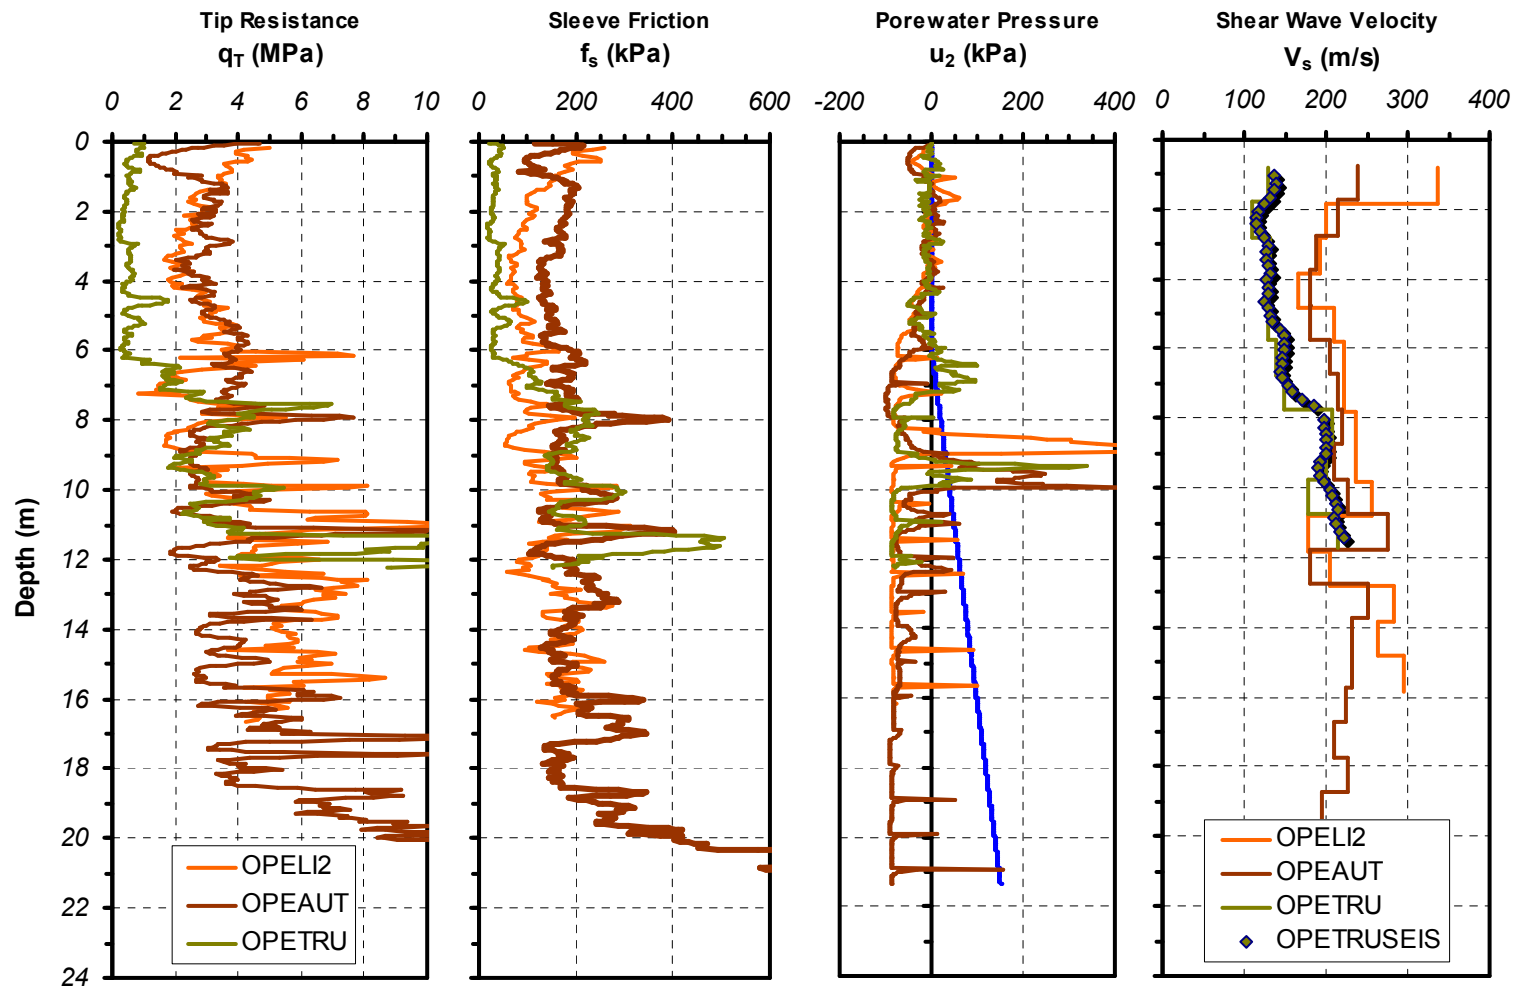 Tip Resistance
qT (MPa)
0 2 4 6 8 10
Sleeve Friction
fs (kPa)
0 200 400 600
Porewater Pressure
u2 (kPa)
-200 0 200 400
Shear Wave Velocity
Vs (m/s)
0 100 200 300 400
Depth (m)
0
2
4
6
8
10
12
14
16
18
20
22
24
OPELI2
OPEAUT
OPETRU
OPELI2
OPEAUT
OPETRU
OPETRUSEIS